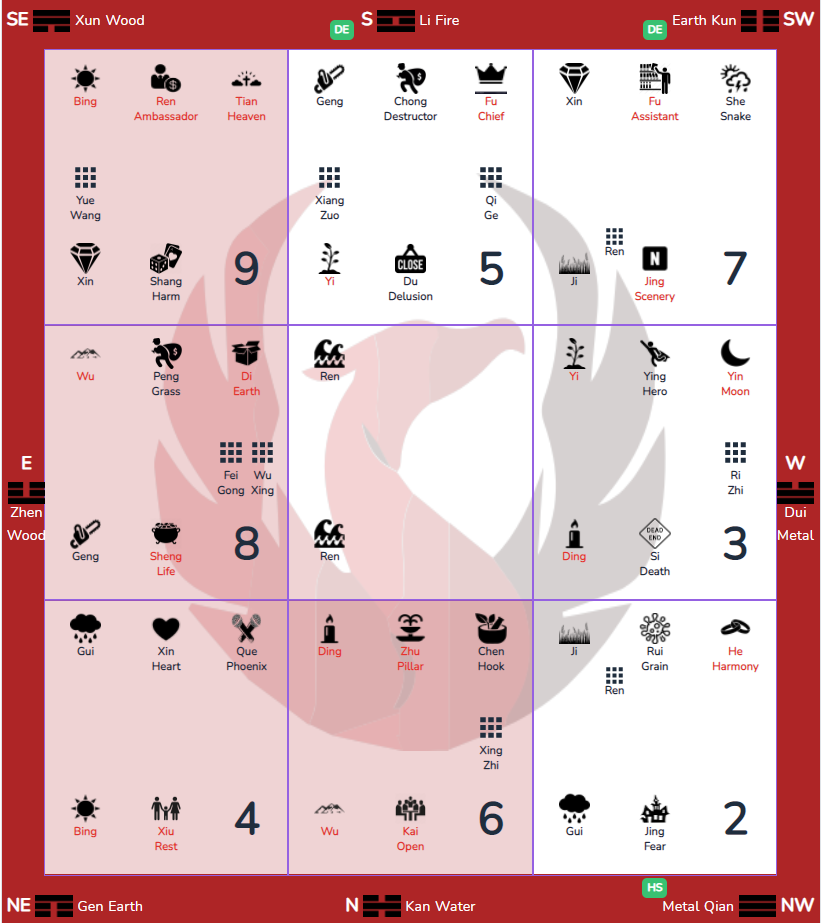 SE Xun Wood DE S Li Fire DE Earth Kun SW
Bing Ren Tian Geng Chong Fu Xin Fu She
Ambassador Heaven Destructor Chief Assistant Snake
Yue Xiang Qi
Wang Zuo Ge
Ren
Xin Shang 9 Yi Du 5 Ji N Jing 7
Harm CLOSE Delusion Scenery
Wu Peng Di Ren Yi Ying Yin
Grass Earth Hero Moon
E W
Fei Wu Ri
Gong Xing Zhi
Zhen Dui
Wood Metal
Geng Sheng 8 Ren Ding DEAD END Si 3
Life Death
Gui Xin Que Ding Zhu Chen Ji Rui He
Heart Phoenix Pillar Hook Grain Harmony
Ren
Xing
Zhi
Bing Xiu 4 Wu Kai 6 Gui Jing 2
Rest Open Fear
NE Gen Earth N Kan Water HS Metal Qian NW